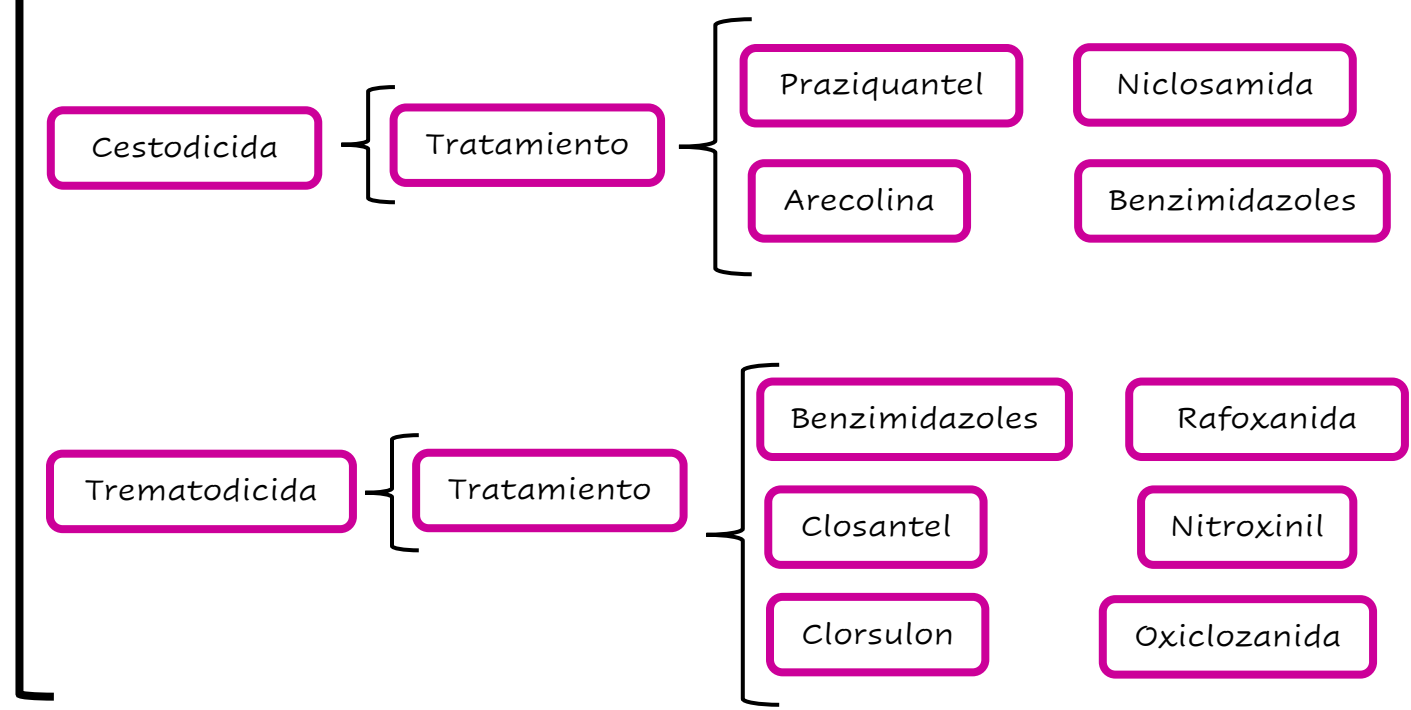 Cestodicida
Tratamiento
Praziquantel
Niclosamida
Arecolina
Benzimidazoles
Trematodicida
Tratamiento
Benzimidazoles
Rafoxanida
Closantel
Nitroxinil
Clorsulon
Oxiclozanida